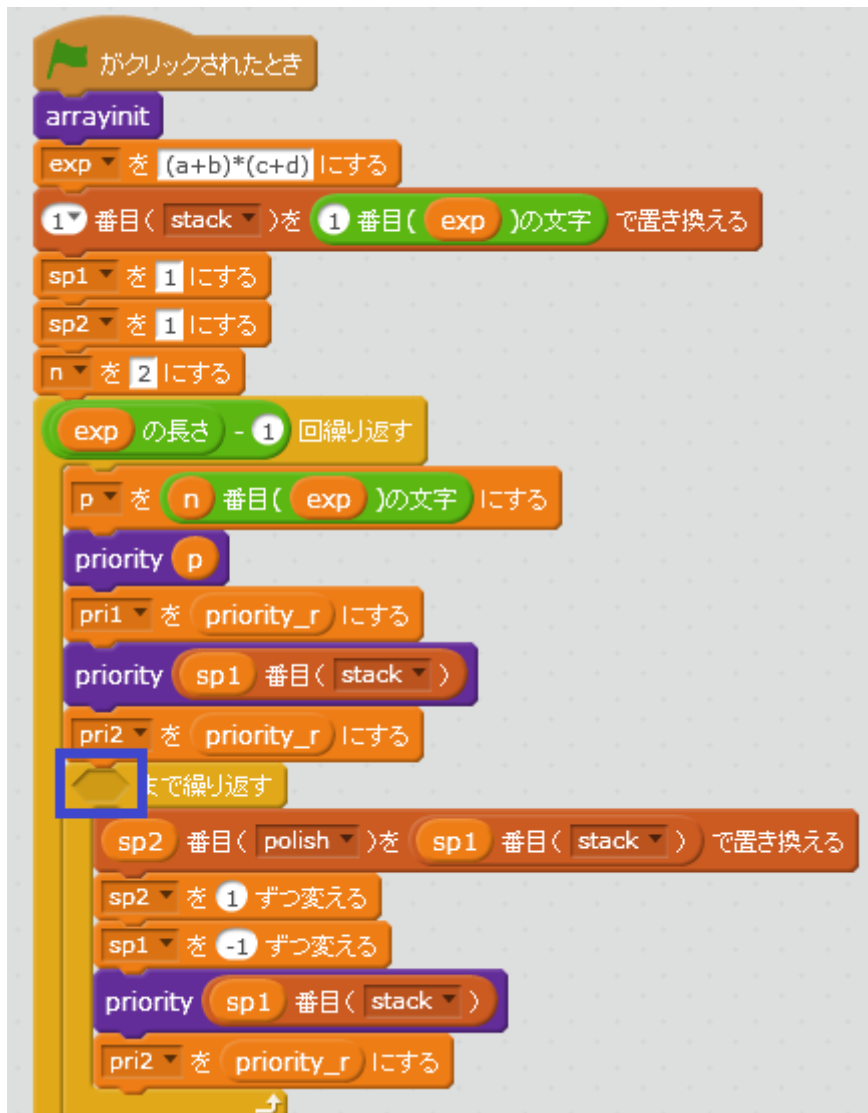 がクリックされたとき
arrayinit
exp を (a+b)*(c+d) にする
1 番目( stack )を 1 番目( exp )の文字 で置き換える
sp1 を 1 にする
sp2 を 1 にする
n を 2 にする
exp の長さ - 1 回繰り返す
p を n 番目( exp )の文字 にする
priority p
pri1 を priority_r にする
priority sp1 番目( stack )
pri2 を priority_r にする
まで繰り返す
sp2 番目( polish )を sp1 番目( stack ) で置き換える
sp2 を 1 ずつ変える
sp1 を -1 ずつ変える
priority sp1 番目( stack )
pri2 を priority_r にする